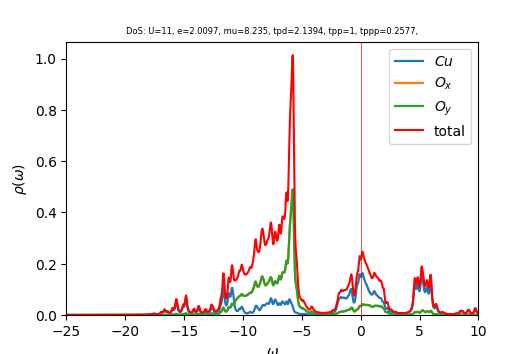 DoS: U=11, e=2.0097, mu=8.235, tpd=2.1394, tpp=1, tppp=0.2577,
Cu
Oₓ
O_y
total
ρ(ω)
1.0
0.8
0.6
0.4
0.2
0.0
−25 −20 −15 −10 −5 0 5 10
ω